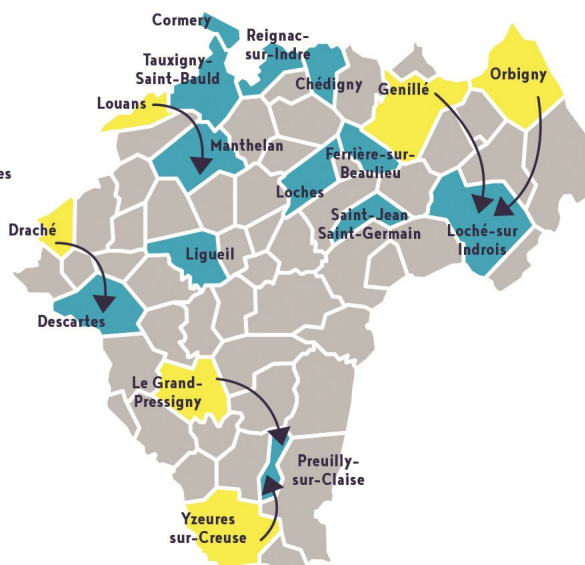 Cormery
Reignac-
sur-Indre
Tauxigny-
Saint-Bauld
Chédigny
Genillé
Orbigny
Louans
Manthelan
Ferrière-sur-
Beaulieu
es
Loches
Saint-Jean
Saint-Germain
Loché-sur
Indrois
Draché
Ligueil
Descartes
Le Grand-
Pressigny
Preuilly-
sur-Claise
Yzeures
sur-Creuse